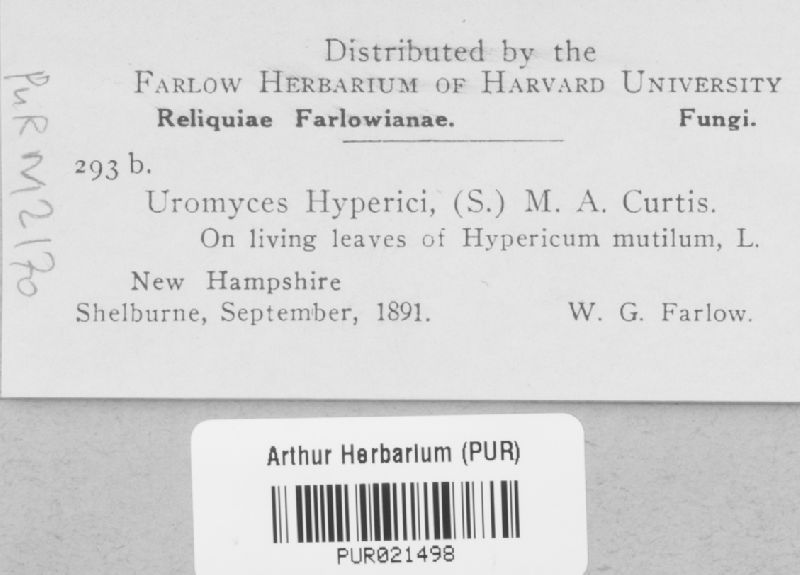 Distributed by the
FARLOW HERBARIUM OF HARVARD UNIVERSITY
Reliquiae Farlowianae. Fungi.
293 b.
Uromyces Hyperici, (S.) M. A. Curtis.
On living leaves of Hypericum mutilum, L.
New Hampshire
Shelburne, September, 1891. W. G. Farlow.
PUR M2170
Arthur Herbarium (PUR)
PUR021498